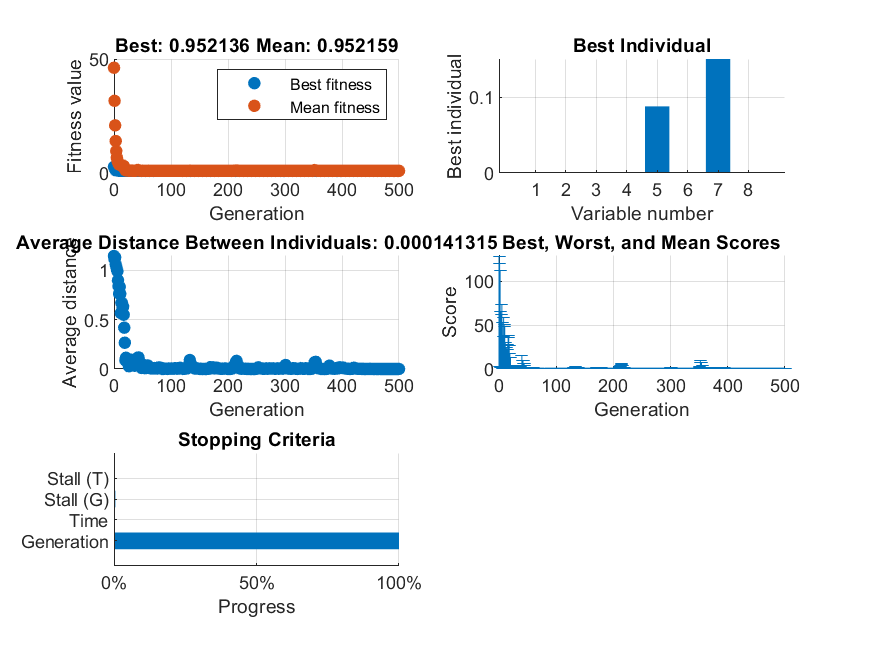 Best: 0.952136 Mean: 0.952159
Fitness value
50
0
Best fitness
Mean fitness
0 100 200 300 400 500
Generation
Best Individual
Best individual
0.1
0
1 2 3 4 5 6 7 8
Variable number
Average Distance Between Individuals: 0.000141315
Average distance
1
0.5
0
0 100 200 300 400 500
Generation
Best, Worst, and Mean Scores
Score
100
50
0
0 100 200 300 400 500
Generation
Stopping Criteria
Stall (T)
Stall (G)
Time
Generation
0% 50% 100%
Progress